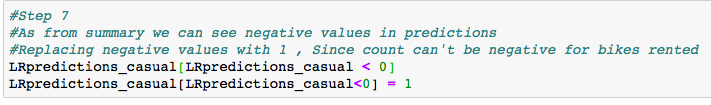 #Step 7
#As from summary we can see negative values in predictions
#Replacing negative values with 1 , Since count can't be negative for bikes rented
LRpredictions_casual[LRpredictions_casual < 0]
LRpredictions_casual[LRpredictions_casual<0] = 1